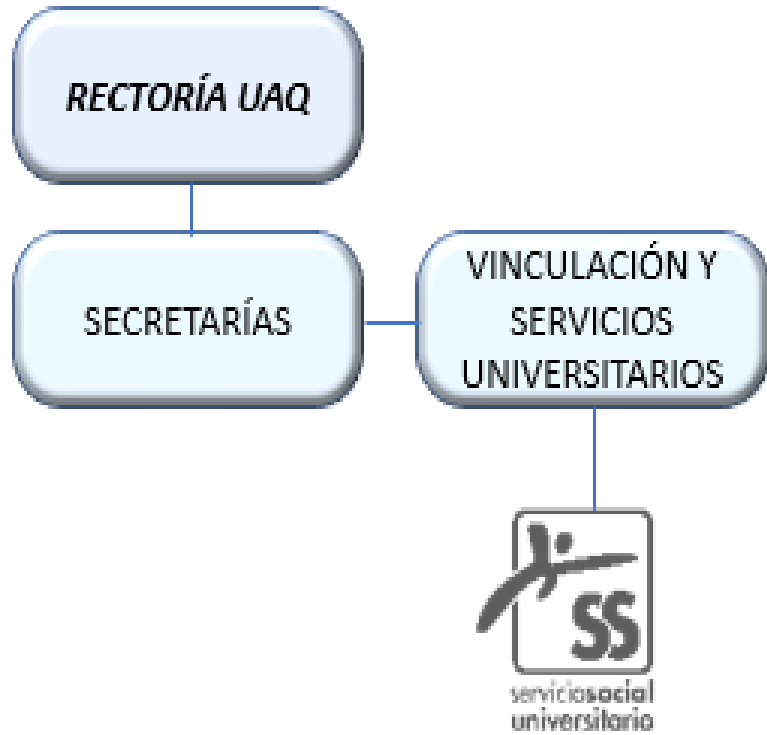 RECTORÍA UAQ
SECRETARÍAS
VINCULACIÓN Y
SERVICIOS
UNIVERSITARIOS
SS
serviciosocial
universitario